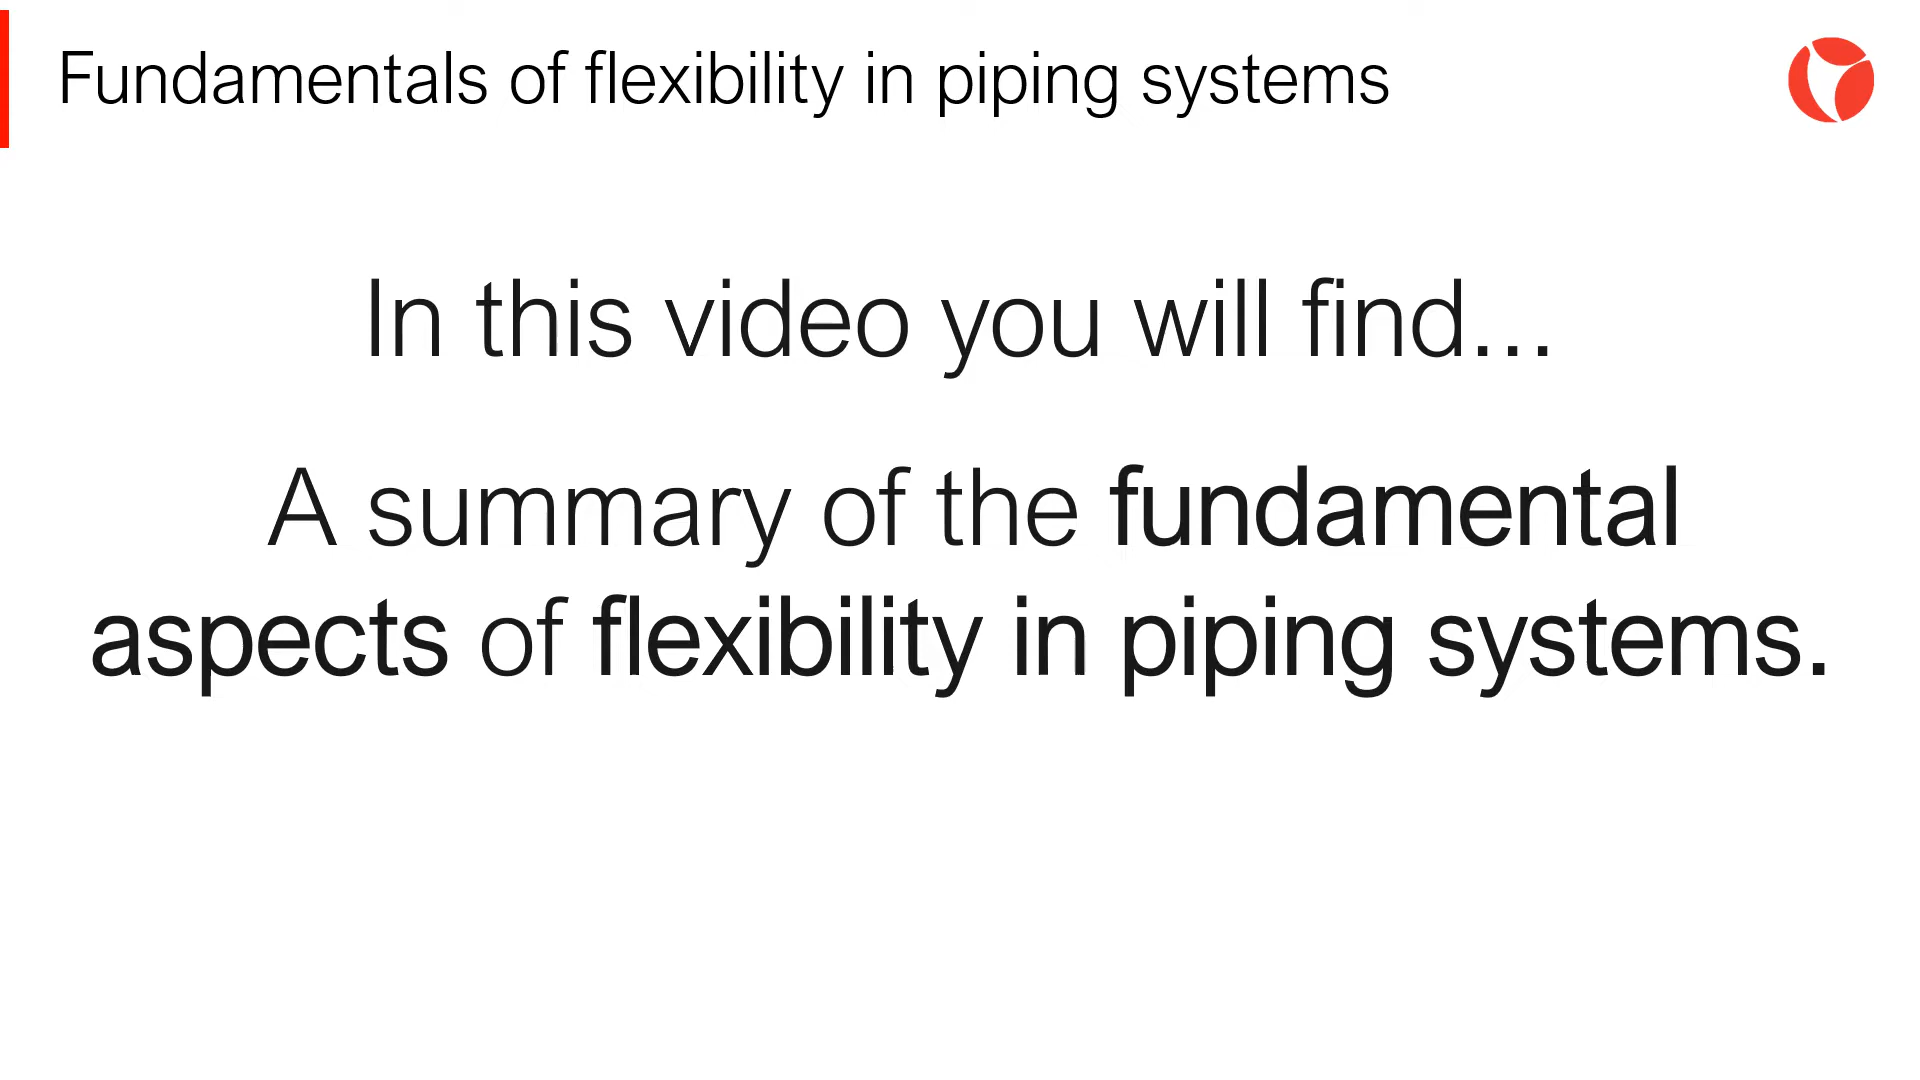 Fundamentals of flexibility in piping systems
In this video you will find...
A summary of the fundamental
aspects of flexibility in piping systems.